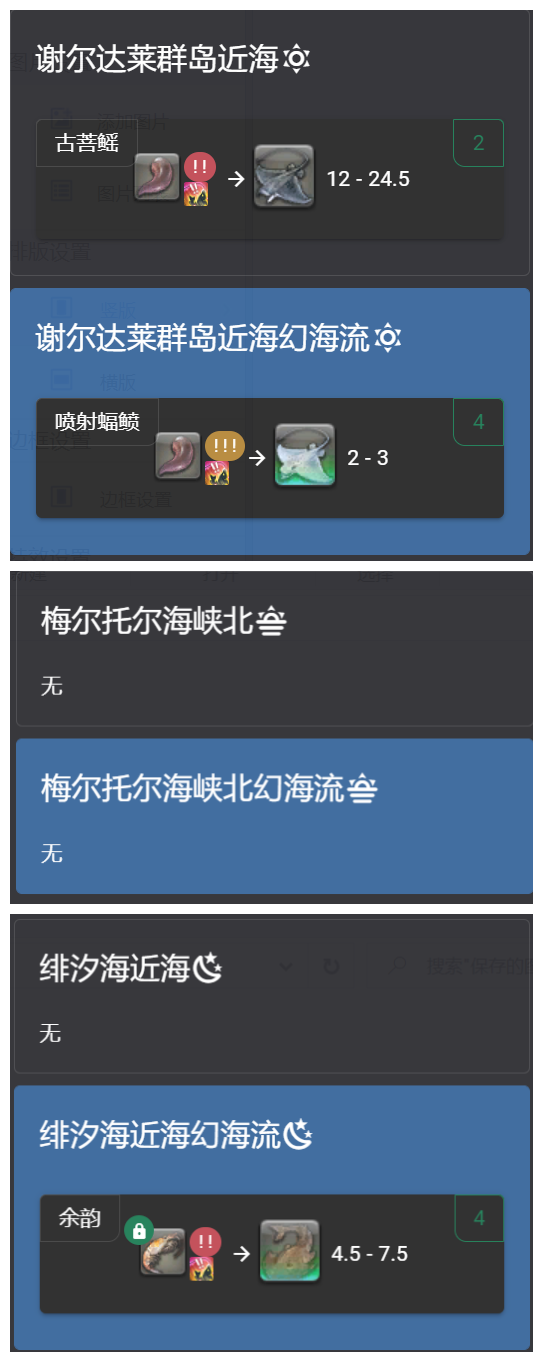 谢尔达莱群岛近海
古菩鳐
!!
2
12 - 24.5
谢尔达莱群岛近海幻海流
喷射蝠鲼
!!!
4
2 - 3
梅尔托尔海峡北
无
梅尔托尔海峡北幻海流
无
绯汐海近海
无
绯汐海近海幻海流
余韵
!!
4
4.5 - 7.5